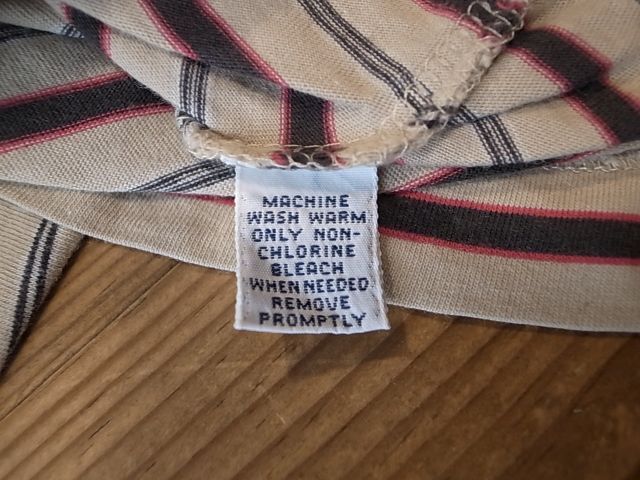 MACHINE
WASH WARM
ONLY NON-
CHLORINE
BLEACH
WHEN NEEDED
REMOVE
PROMPTLY